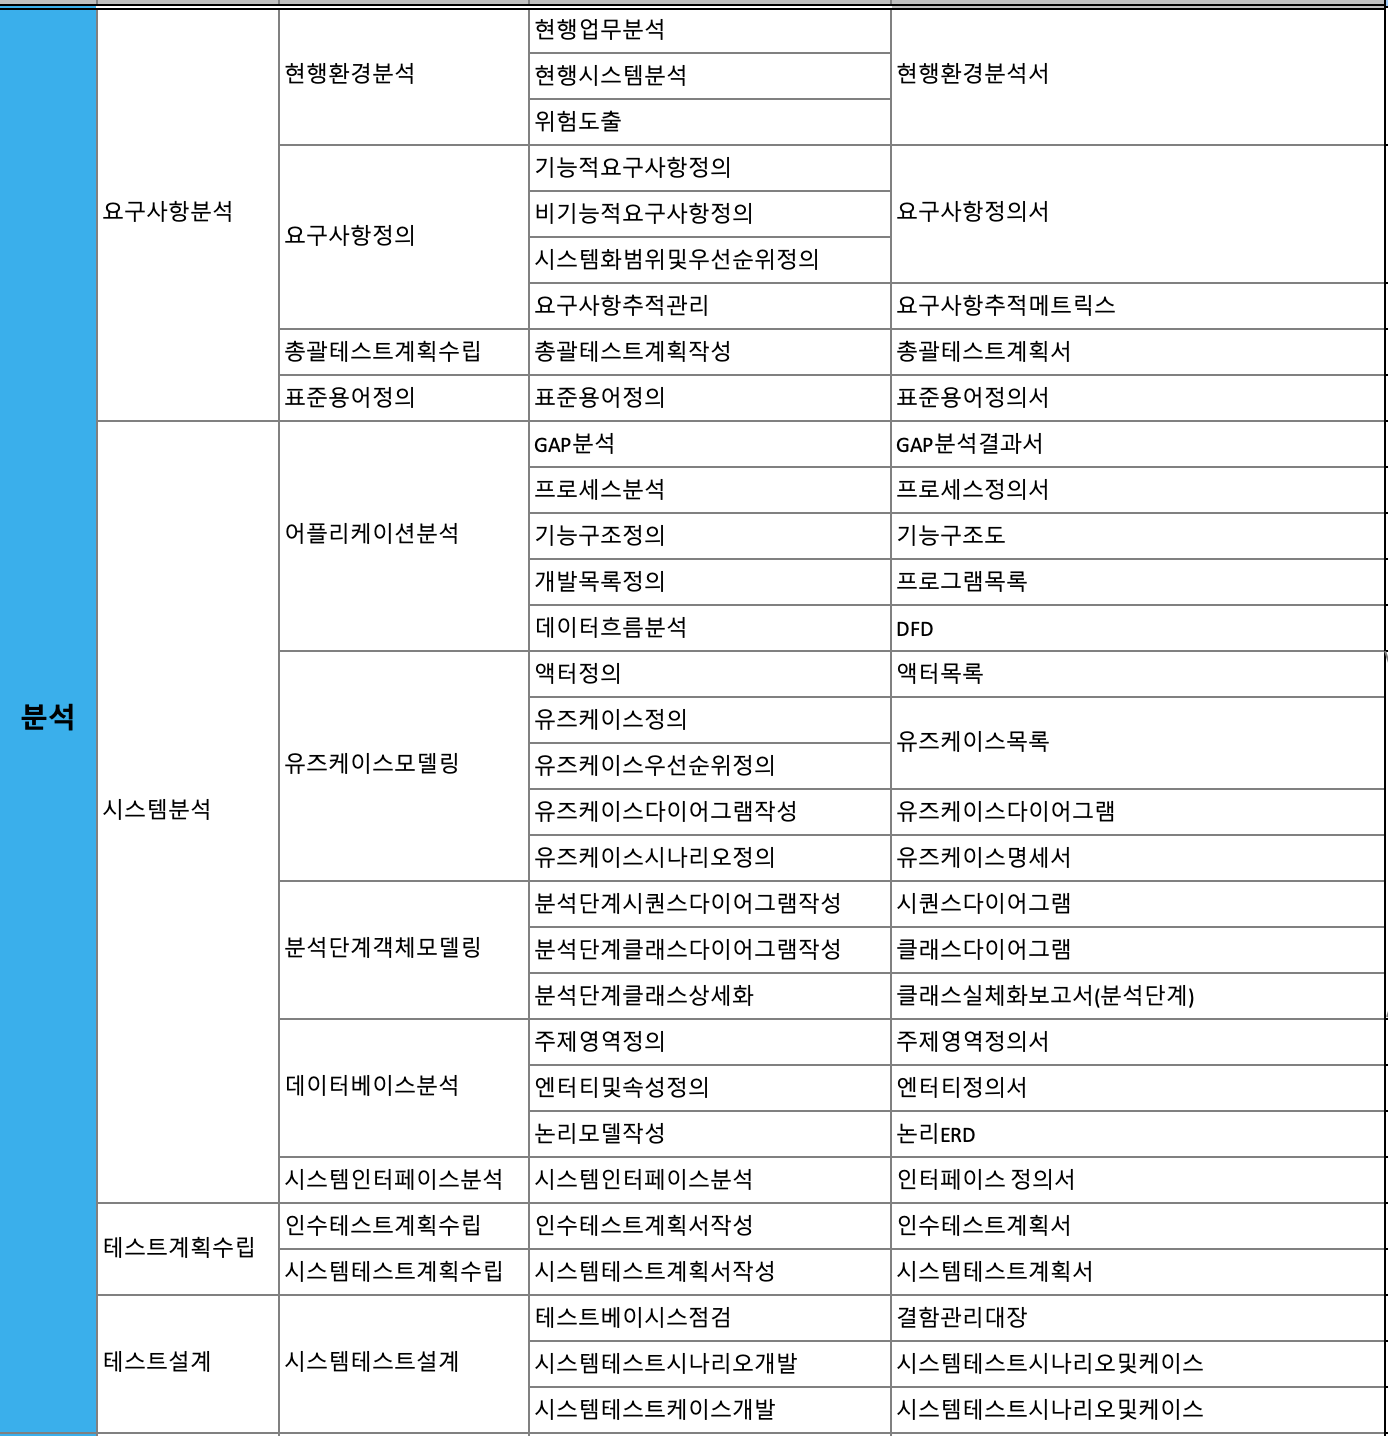 현행업무분석
현행환경분석
현행시스템분석
현행환경분석서
위험도출
기능적요구사항정의
요구사항분석
요구사항정의
비기능적요구사항정의
요구사항정의서
시스템화범위및우선순위정의
요구사항추적관리
요구사항추적메트릭스
총괄테스트계획수립
총괄테스트계획작성
총괄테스트계획서
표준용어정의
표준용어정의
표준용어정의서
GAP분석
GAP분석결과서
프로세스분석
프로세스정의서
어플리케이션분석
기능구조정의
기능구조도
개발목록정의
프로그램목록
데이터흐름분석
DFD
분석
시스템분석
액터정의
액터목록
유즈케이스모델링
유즈케이스정의
유즈케이스목록
유즈케이스우선순위정의
유즈케이스다이어그램작성
유즈케이스다이어그램
유즈케이스시나리오정의
유즈케이스명세서
분석단계시퀀스다이어그램작성
시퀀스다이어그램
분석단계객체모델링
분석단계클래스다이어그램작성
클래스다이어그램
분석단계클래스상세화
클래스실체화보고서(분석단계)
주제영역정의
주제영역정의서
데이터베이스분석
엔터티및속성정의
엔터티정의서
논리모델작성
논리ERD
시스템인터페이스분석
시스템인터페이스분석
인터페이스 정의서
테스트계획수립
인수테스트계획수립
인수테스트계획서작성
인수테스트계획서
시스템테스트계획수립
시스템테스트계획서작성
시스템테스트계획서
테스트베이시스점검
결함관리대장
테스트설계
시스템테스트설계
시스템테스트시나리오개발
시스템테스트시나리오및케이스
시스템테스트케이스개발
시스템테스트시나리오및케이스